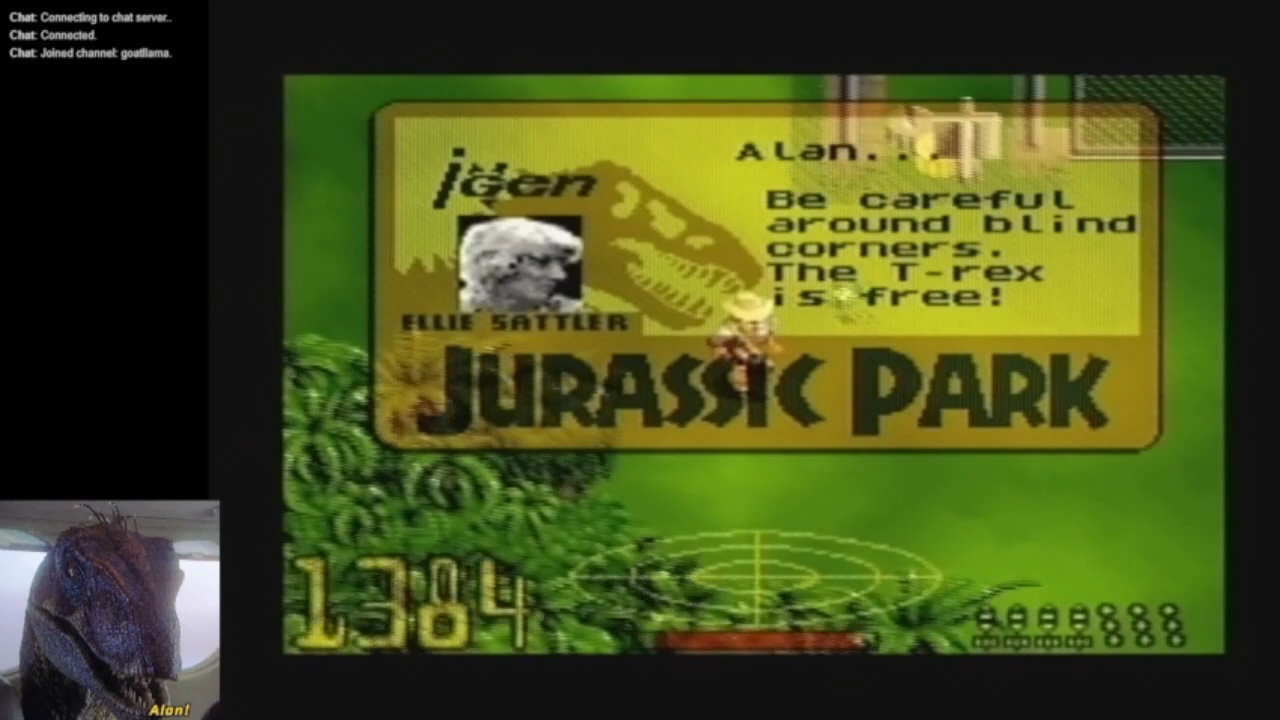 Chat: Connecting to chat server..
Chat: Connected.
Chat: Joined channel: goatllama.
Alan...
Be careful
around blind
corners.
The T-rex
is free!
ELLIE SATTLER
JURASSIC PARK
1384
Alan!